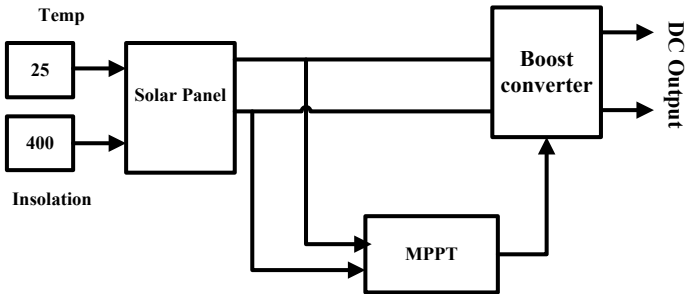 Temp
25
400
Insolation
Solar Panel
Boost
converter
MPPT
DC Output